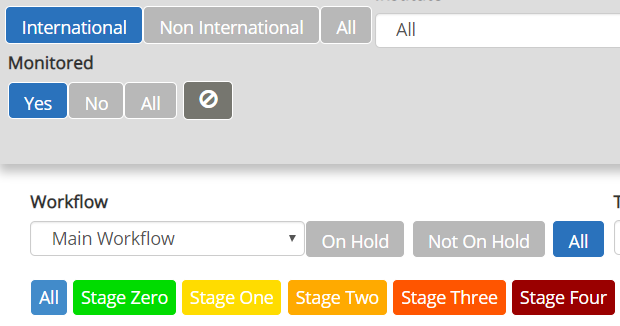 International Non International All All
Monitored
Yes No All
Workflow
Main Workflow On Hold Not On Hold All
All Stage Zero Stage One Stage Two Stage Three Stage Four